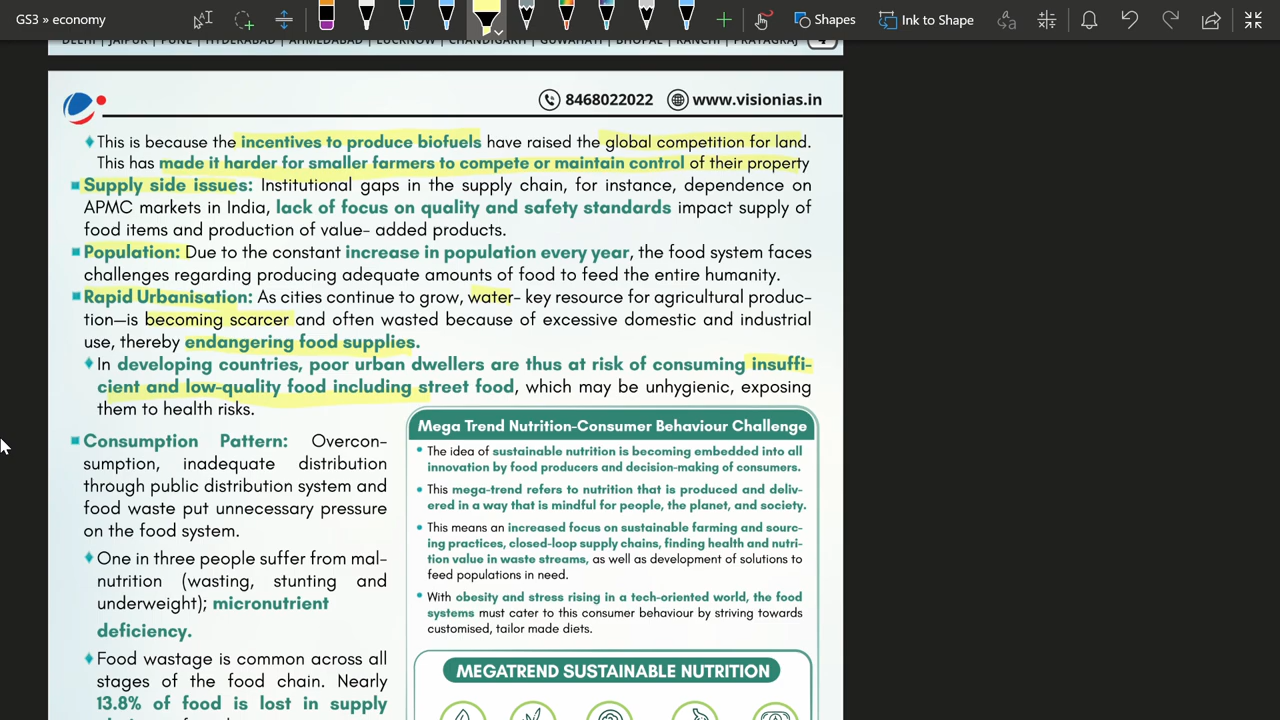 GS3 » economy
Shapes
Ink to Shape
DELHI | JAIPUR | PUNE | HYDERABAD | AHMEDABAD | LUCKNOW | CHANDIGARH | GUWAHATI | BHOPAL | RANCHI | PRAYAGRAJ
8468022022 www.visionias.in
This is because the incentives to produce biofuels have raised the global competition for land.
This has made it harder for smaller farmers to compete or maintain control of their property
Supply side issues: Institutional gaps in the supply chain, for instance, dependence on
APMC markets in India, lack of focus on quality and safety standards impact supply of
food items and production of value- added products.
Population: Due to the constant increase in population every year, the food system faces
challenges regarding producing adequate amounts of food to feed the entire humanity.
Rapid Urbanisation: As cities continue to grow, water- key resource for agricultural produc-
tion—is becoming scarcer and often wasted because of excessive domestic and industrial
use, thereby endangering food supplies.
In developing countries, poor urban dwellers are thus at risk of consuming insuffi-
cient and low-quality food including street food, which may be unhygienic, exposing
them to health risks.
Consumption Pattern: Overcon-
sumption, inadequate distribution
through public distribution system and
food waste put unnecessary pressure
on the food system.
One in three people suffer from mal-
nutrition (wasting, stunting and
underweight); micronutrient
deficiency.
Food wastage is common across all
stages of the food chain. Nearly
13.8% of food is lost in supply
Mega Trend Nutrition-Consumer Behaviour Challenge
The idea of sustainable nutrition is becoming embedded into all
innovation by food producers and decision-making of consumers.
This mega-trend refers to nutrition that is produced and deliv-
ered in a way that is mindful for people, the planet, and society.
This means an increased focus on sustainable farming and sourc-
ing practices, closed-loop supply chains, finding health and nutri-
tion value in waste streams, as well as development of solutions to
feed populations in need.
With obesity and stress rising in a tech-oriented world, the food
systems must cater to this consumer behaviour by striving towards
customised, tailor made diets.
MEGATREND SUSTAINABLE NUTRITION